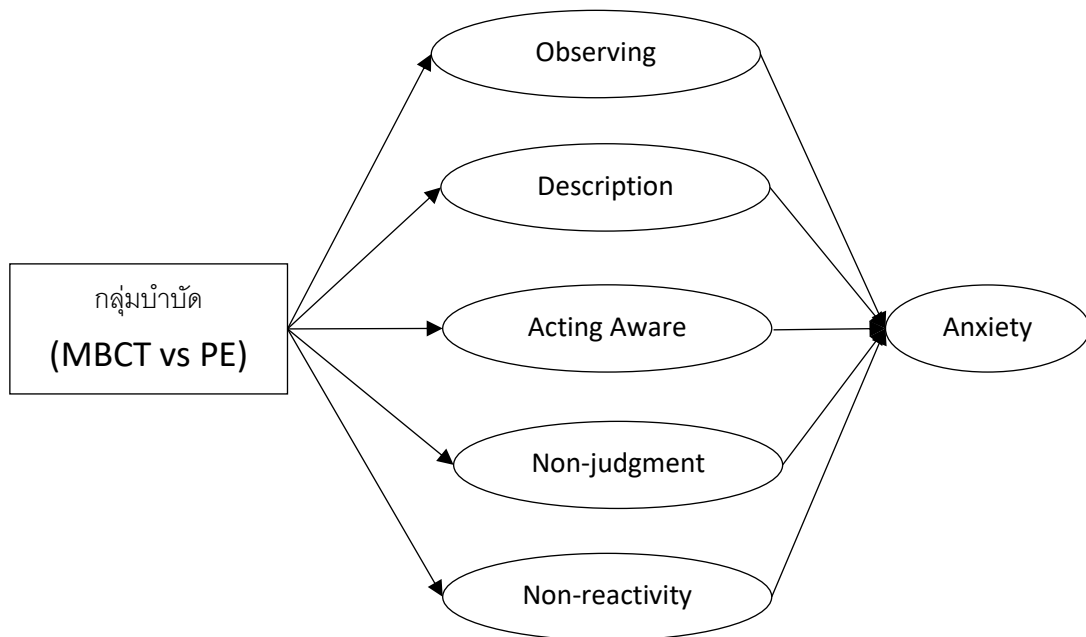 Observing
Description
กลุ่มบำบัด
(MBCT vs PE)
Acting Aware
Anxiety
Non-judgment
Non-reactivity